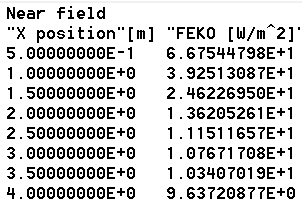 Near field
"X position"[m] "FEKO [W/m^2]"
5.00000000E-1 6.67544798E+1
1.00000000E+0 3.92513087E+1
1.50000000E+0 2.46226950E+1
2.00000000E+0 1.36205261E+1
2.50000000E+0 1.11511657E+1
3.00000000E+0 1.07671708E+1
3.50000000E+0 1.03407019E+1
4.00000000E+0 9.63720877E+0